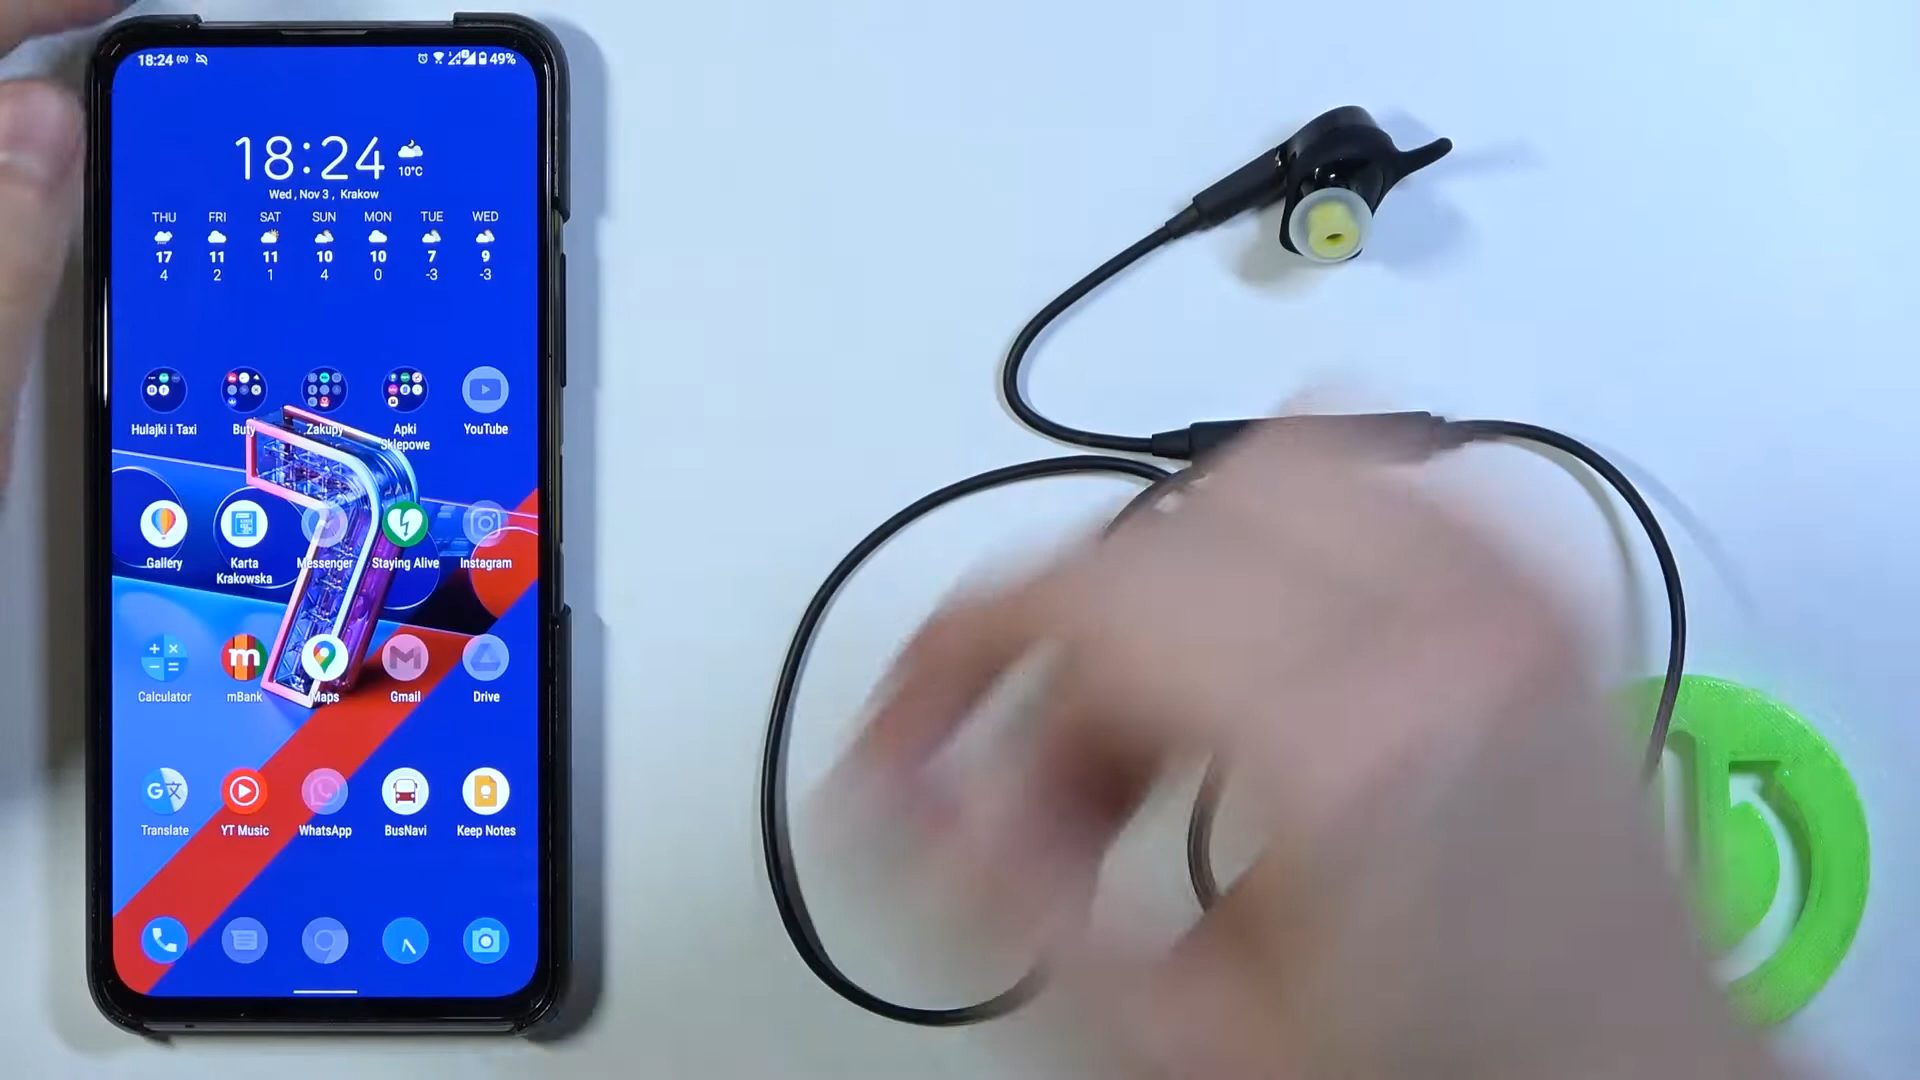 18:24
49%
18:24
10°C
Wed, Nov 3, Krakow
THU FRI SAT SUN MON TUE WED
17 11 11 10 10 7 9
4 2 1 4 0 -3 -3
Hulajki i Taxi Buty Zakupy Apki Sklepowe YouTube
Gallery Karta Krakowska Messenger Staying Alive Instagram
Calculator mBank Maps Gmail Drive
Translate YT Music WhatsApp BusNavi Keep Notes